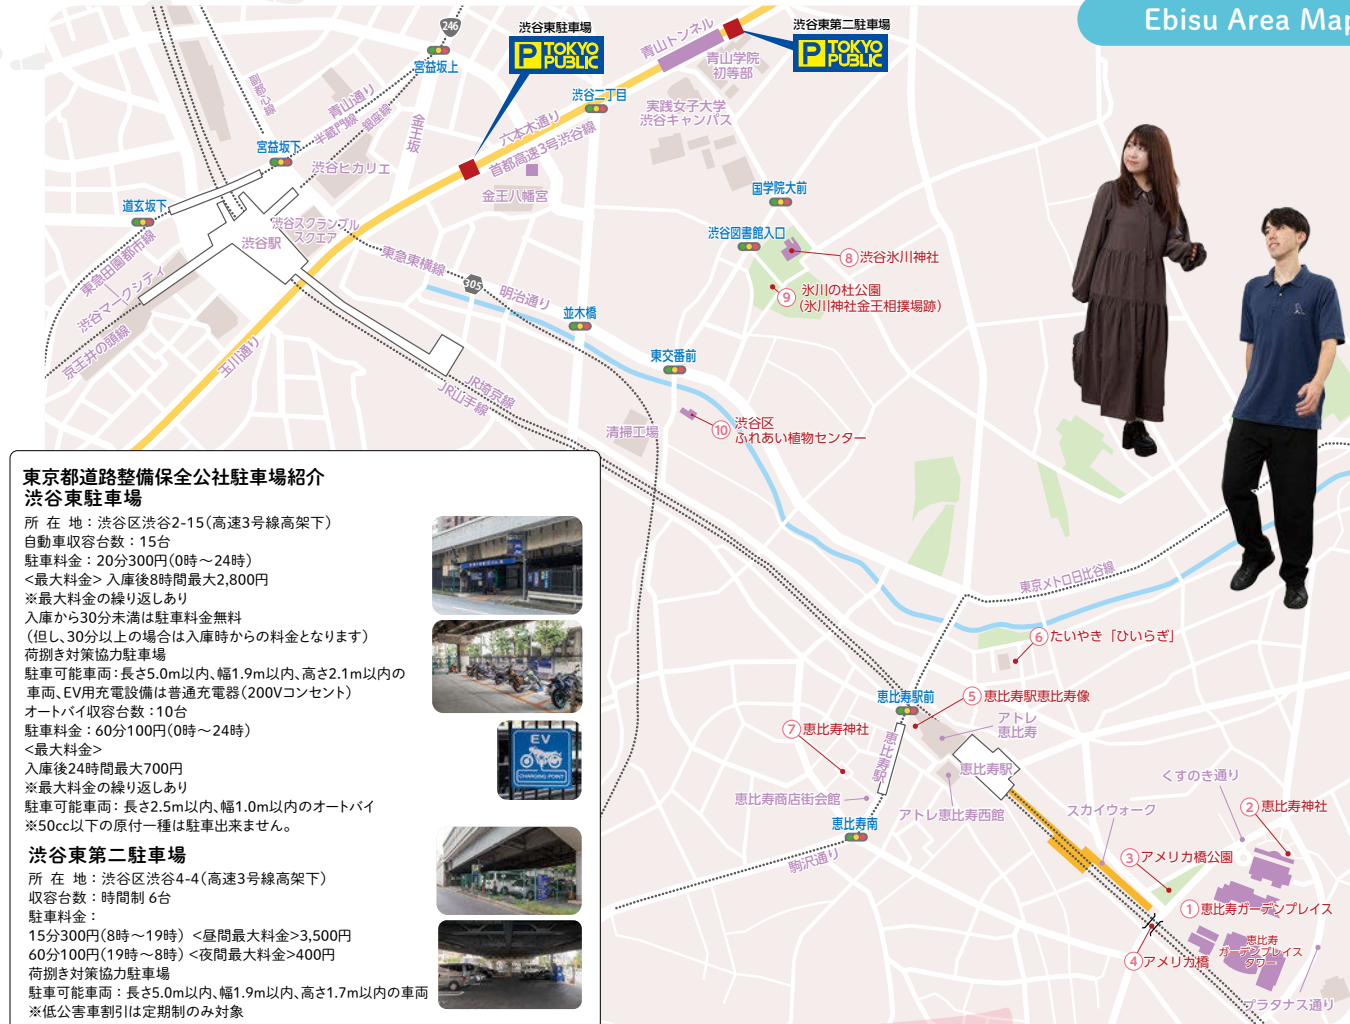 Ebisu Area Map
246
渋谷東駐車場
P TOKYO PUBLIC
渋谷東第二駐車場
P TOKYO PUBLIC
青山トンネル
青山学院
初等部
宮益坂上
副都心線
青山通り
半蔵門線
銀座線
金王坂
渋谷二丁目
実践女子大学
渋谷キャンパス
六本木通り
首都高速3号渋谷線
宮益坂下
渋谷ヒカリエ
金王八幡宮
国学院大前
道玄坂下
渋谷スクランブル
スクエア
渋谷駅
渋谷図書館入口
⑧渋谷氷川神社
東急田園都市線
渋谷マークシティ
京王井の頭線
東急東横線
305
明治通り
⑨氷川の杜公園
(氷川神社金王相撲場跡)
並木橋
玉川通り
東交番前
JR埼京線
JR山手線
清掃工場
⑩渋谷区
ふれあい植物センター
東京都道路整備保全公社駐車場紹介
渋谷東駐車場
所 在 地：渋谷区渋谷2-15(高速3号線高架下)
自動車収容台数：15台
駐車料金：20分300円(0時～24時)
<最大料金> 入庫後8時間最大2,800円
※最大料金の繰り返しあり
入庫から30分未満は駐車料金無料
(但し、30分以上の場合は入庫時からの料金となります)
荷捌き対策協力駐車場
駐車可能車両：長さ5.0m以内、幅1.9m以内、高さ2.1m以内の
車両、EV用充電設備は普通充電器(200Vコンセント)
オートバイ収容台数：10台
駐車料金：60分100円(0時～24時)
<最大料金>
入庫後24時間最大700円
※最大料金の繰り返しあり
駐車可能車両：長さ2.5m以内、幅1.0m以内のオートバイ
※50cc以下の原付一種は駐車出来ません。
EV
CHARGING POINT
渋谷東第二駐車場
所 在 地：渋谷区渋谷4-4(高速3号線高架下)
収容台数：時間制 6台
駐車料金：
15分300円(8時～19時) <昼間最大料金>3,500円
60分100円(19時～8時) <夜間最大料金>400円
荷捌き対策協力駐車場
駐車可能車両：長さ5.0m以内、幅1.9m以内、高さ1.7m以内の車両
※低公害車割引は定期制のみ対象
東京メトロ日比谷線
⑥たいやき「ひいらぎ」
恵比寿駅前
⑤恵比寿駅恵比寿像
アトレ
恵比寿
⑦恵比寿神社
恵比寿駅
恵比寿駅
恵比寿商店街会館
アトレ恵比寿西館
恵比寿南
駒沢通り
くすのき通り
スカイウォーク
②恵比寿神社
③アメリカ橋公園
①恵比寿ガーデンプレイス
恵比寿
ガーデンプレイス
タワー
④アメリカ橋
プラタナス通り